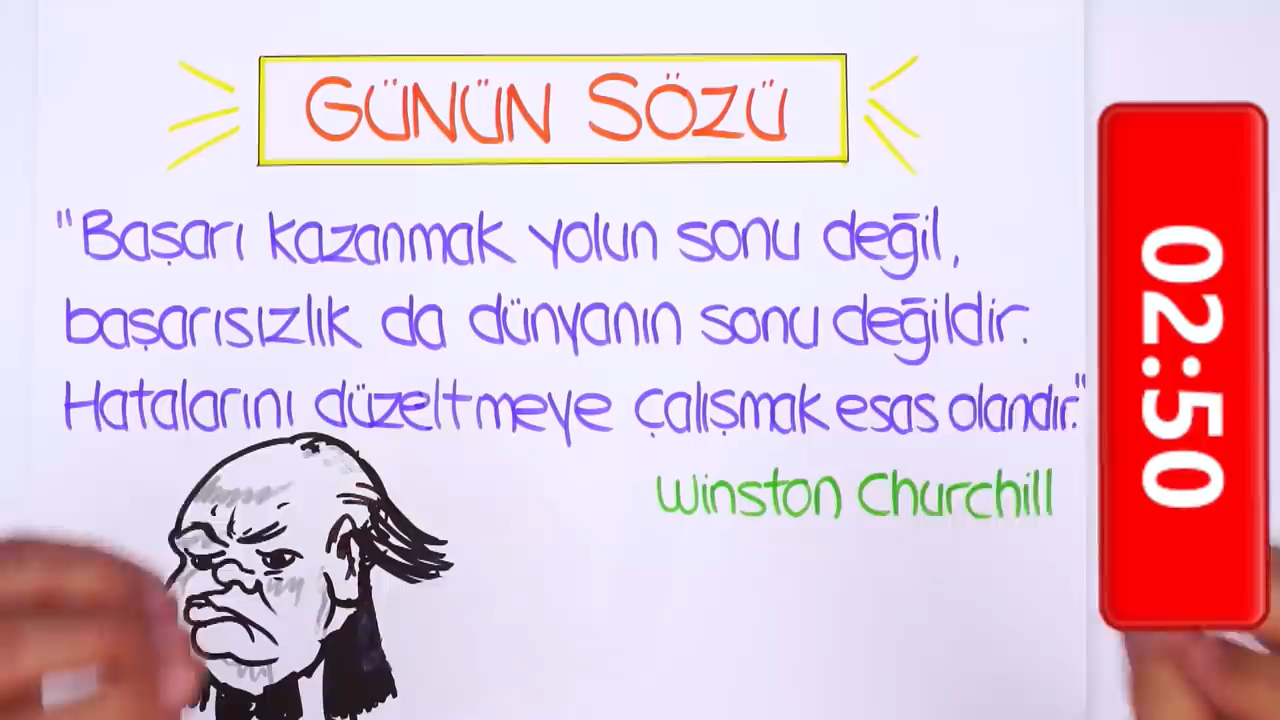 GÜNÜN SÖZÜ
"Başarı kazanmak yolun sonu değil,
başarısızlık da dünyanın sonu değildir.
Hatalarını düzeltmeye çalışmak esas olandır."
Winston Churchill
02:50